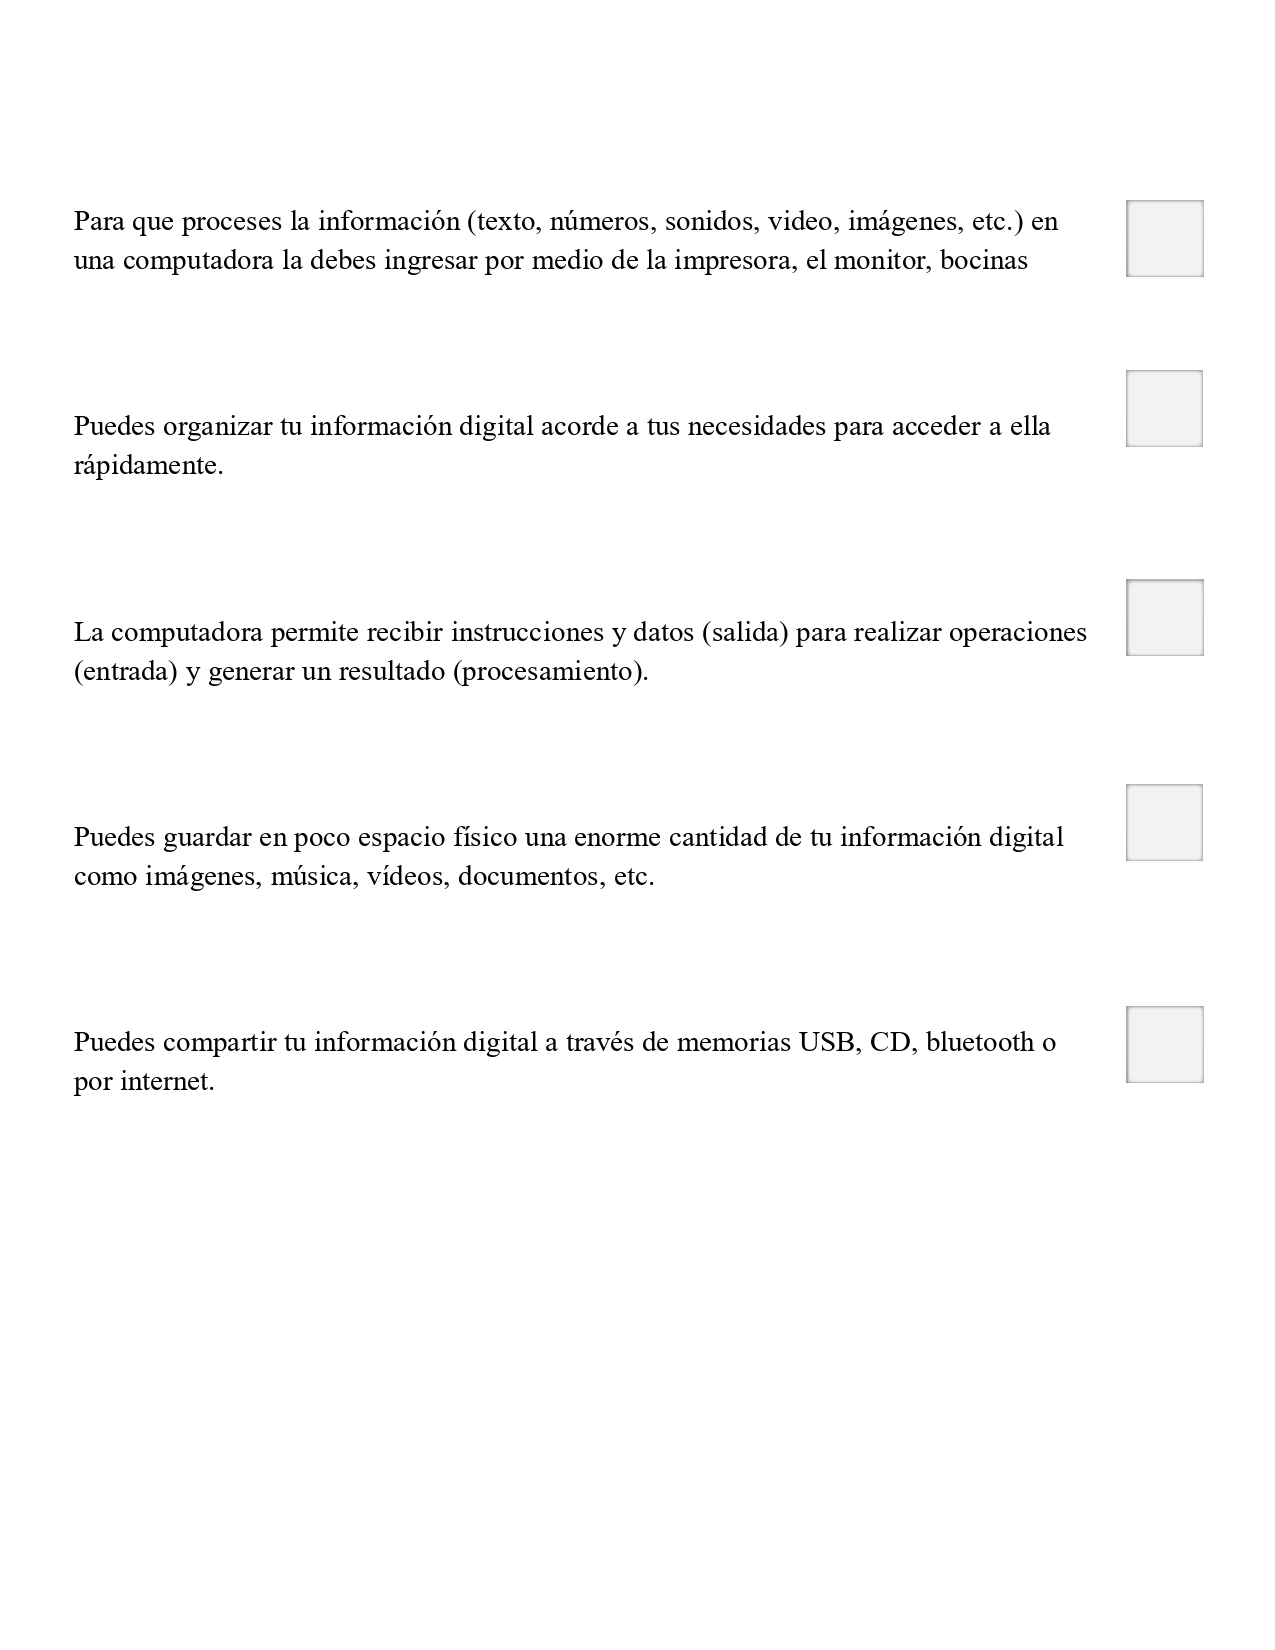 Para que proceses la información (texto, números, sonidos, video, imágenes, etc.) en
una computadora la debes ingresar por medio de la impresora, el monitor, bocinas
Puedes organizar tu información digital acorde a tus necesidades para acceder a ella
rápidamente.
La computadora permite recibir instrucciones y datos (salida) para realizar operaciones
(entrada) y generar un resultado (procesamiento).
Puedes guardar en poco espacio físico una enorme cantidad de tu información digital
como imágenes, música, vídeos, documentos, etc.
Puedes compartir tu información digital a través de memorias USB, CD, bluetooth o
por internet.